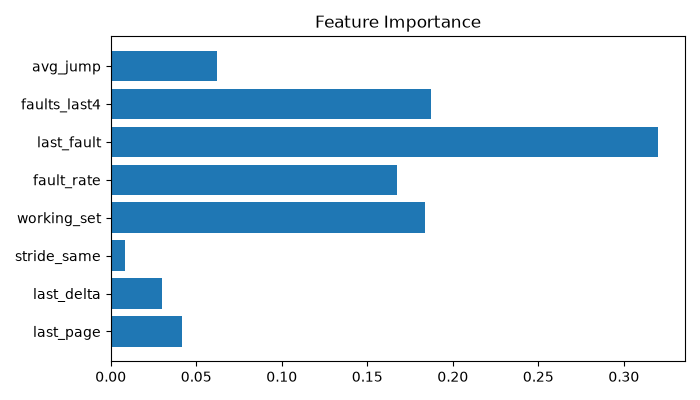 Feature Importance
avg_jump
faults_last4
last_fault
fault_rate
working_set
stride_same
last_delta
last_page
0.00 0.05 0.10 0.15 0.20 0.25 0.30